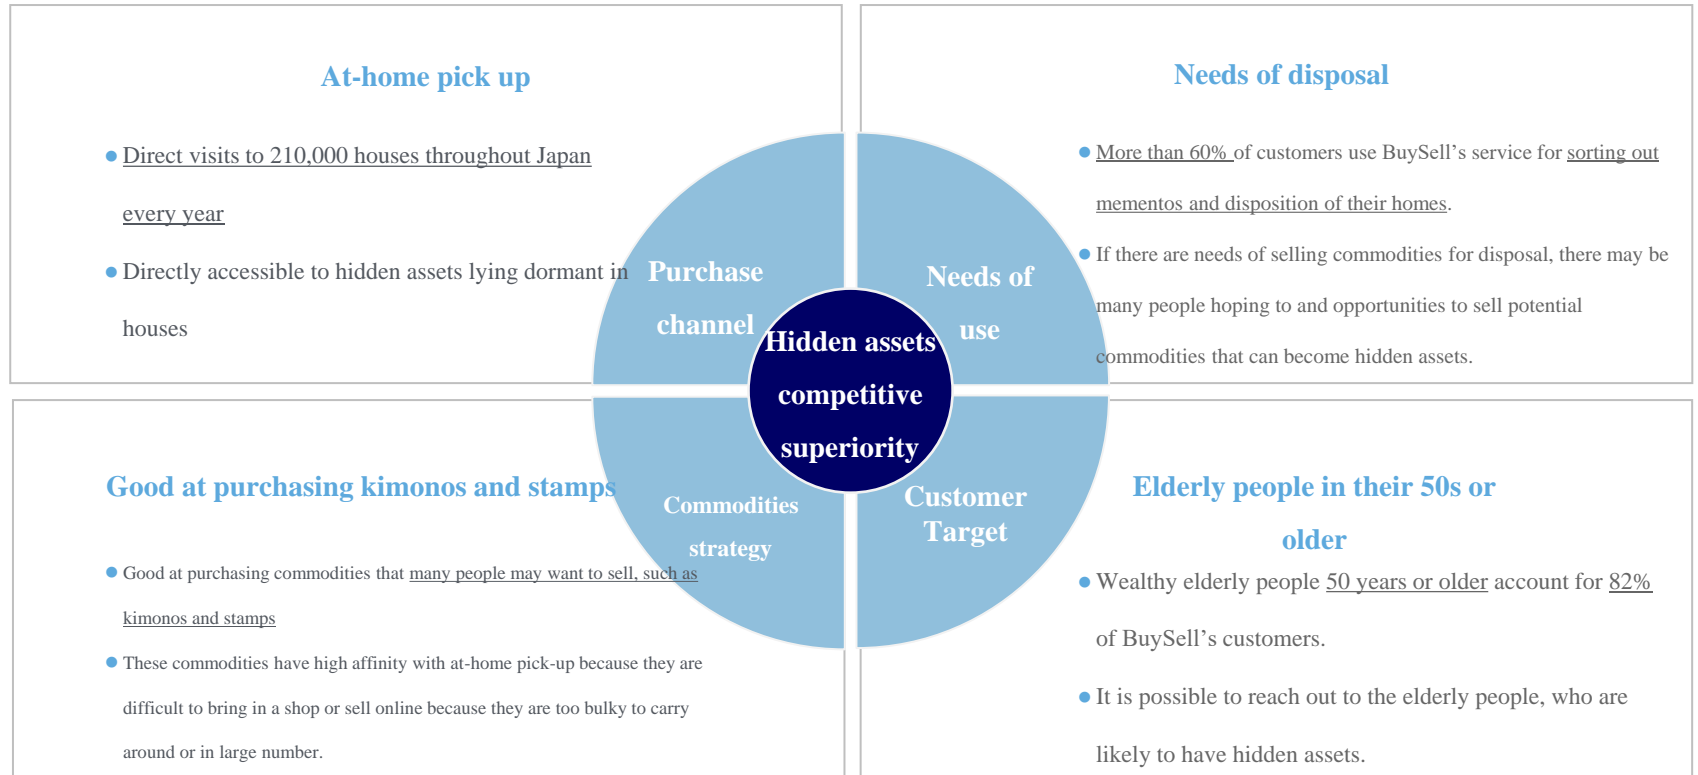 At-home pick up
Direct visits to 210,000 houses throughout Japan
every year
Directly accessible to hidden assets lying dormant in
houses
Needs of disposal
More than 60% of customers use BuySell’s service for sorting out
mementos and disposition of their homes.
If there are needs of selling commodities for disposal, there may be
many people hoping to and opportunities to sell potential
commodities that can become hidden assets.
Purchase
channel
Needs of
use
Hidden assets
competitive
superiority
Commodities
strategy
Customer
Target
Good at purchasing kimonos and stamps
Good at purchasing commodities that many people may want to sell, such as
kimonos and stamps
These commodities have high affinity with at-home pick-up because they are
difficult to bring in a shop or sell online because they are too bulky to carry
around or in large number.
Elderly people in their 50s or
older
Wealthy elderly people 50 years or older account for 82%
of BuySell’s customers.
It is possible to reach out to the elderly people, who are
likely to have hidden assets.